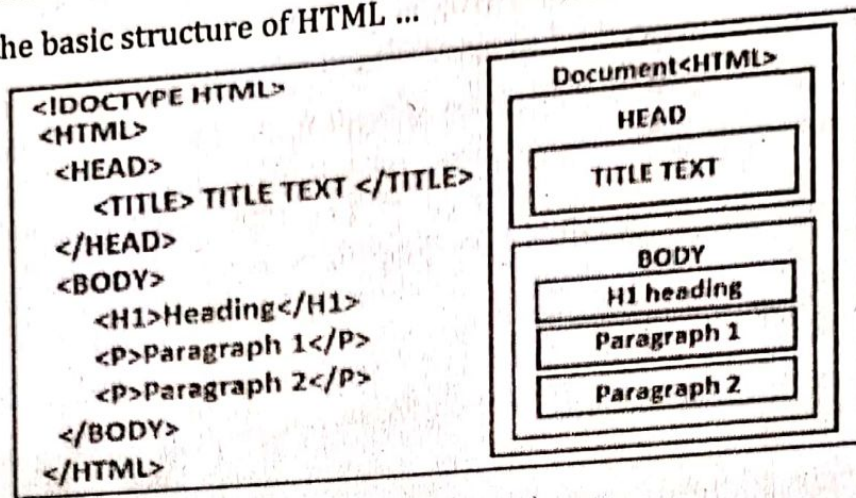 he basic structure of HTML ...
<!DOCTYPE HTML>
<HTML>
<HEAD>
<TITLE> TITLE TEXT </TITLE>
</HEAD>
<BODY>
<H1>Heading</H1>
<P>Paragraph 1</P>
<P>Paragraph 2</P>
</BODY>
</HTML>
Document<HTML>
HEAD
TITLE TEXT
BODY
H1 heading
Paragraph 1
Paragraph 2